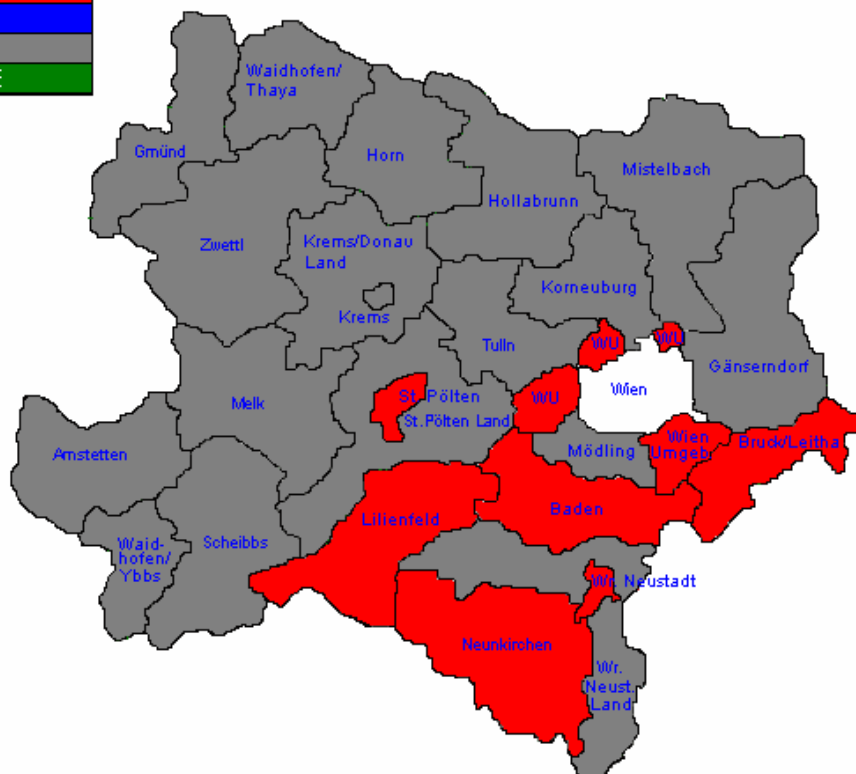 E
Waidhofen/
Thaya
Gmünd
Horn
Mistelbach
Hollabrunn
Zwettl
Krems/Donau
Land
Korneuburg
Krems
Tulln
WU
WU
Gänserndorf
Melk
St. Pölten
WU
Wien
St.Pölten Land
Amstetten
Mödling
Wien
Umgeb.
Bruck/Leitha
Lilienfeld
Baden
Waid-
hofen/
Ybbs
Scheibbs
Wr. Neustadt
Neunkirchen
Wr.
Neust.
Land